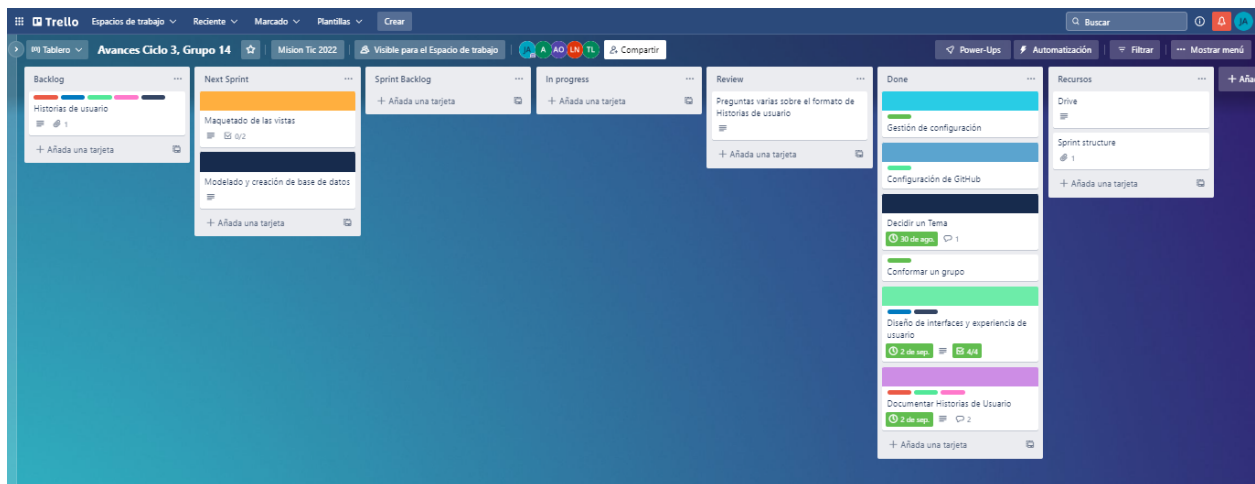 Trello Espacios de trabajo Reciente Marcado Plantillas Crear Buscar JA
Tablero Avances Ciclo 3, Grupo 14 Mision Tic 2022 Visible para el Espacio de trabajo JA A AO LN TL Compartir Power-Ups Automatización Filtrar Mostrar menú
Backlog
Historias de usuario
1
+ Añada una tarjeta
Next Sprint
Maquetado de las vistas
0/2
Modelado y creación de base de datos
+ Añada una tarjeta
Sprint Backlog
+ Añada una tarjeta
In progress
+ Añada una tarjeta
Review
Preguntas varias sobre el formato de
Historias de usuario
+ Añada una tarjeta
Done
Gestión de configuración
Configuración de GitHub
Decidir un Tema
30 de ago. 1
Conformar un grupo
Diseño de interfaces y experiencia de
usuario
2 de sep. 4/4
Documentar Historias de Usuario
2 de sep. 2
+ Añada una tarjeta
Recursos
Drive
Sprint structure
1
+ Añada una tarjeta
+ Aña